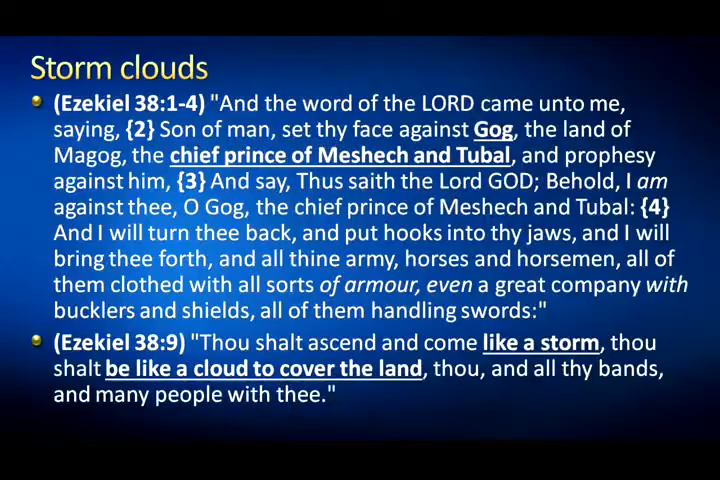 Storm clouds
(Ezekiel 38:1-4) "And the word of the LORD came unto me,
saying, {2} Son of man, set thy face against Gog, the land of
Magog, the chief prince of Meshech and Tubal, and prophesy
against him, {3} And say, Thus saith the Lord GOD; Behold, I am
against thee, O Gog, the chief prince of Meshech and Tubal: {4}
And I will turn thee back, and put hooks into thy jaws, and I will
bring thee forth, and all thine army, horses and horsemen, all of
them clothed with all sorts of armour, even a great company with
bucklers and shields, all of them handling swords:"
(Ezekiel 38:9) "Thou shalt ascend and come like a storm, thou
shalt be like a cloud to cover the land, thou, and all thy bands,
and many people with thee."